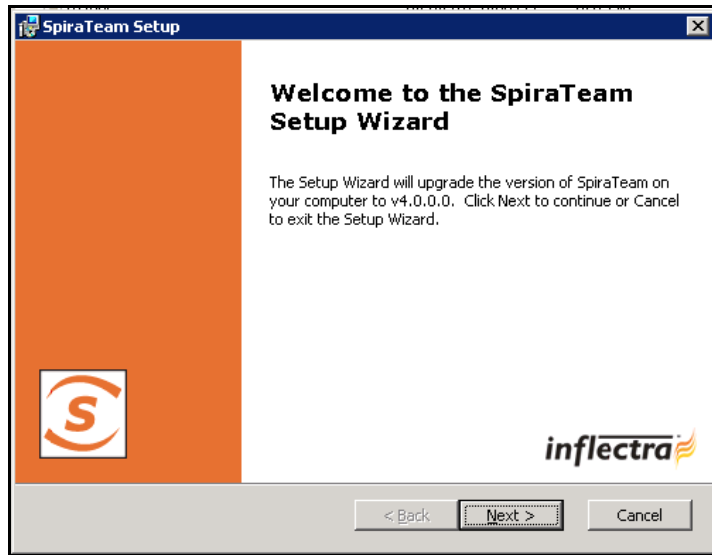 SpiraTeam Setup
Welcome to the SpiraTeam
Setup Wizard
The Setup Wizard will upgrade the version of SpiraTeam on
your computer to v4.0.0.0.  Click Next to continue or Cancel
to exit the Setup Wizard.
S
inflectra
< Back
Next >
Cancel